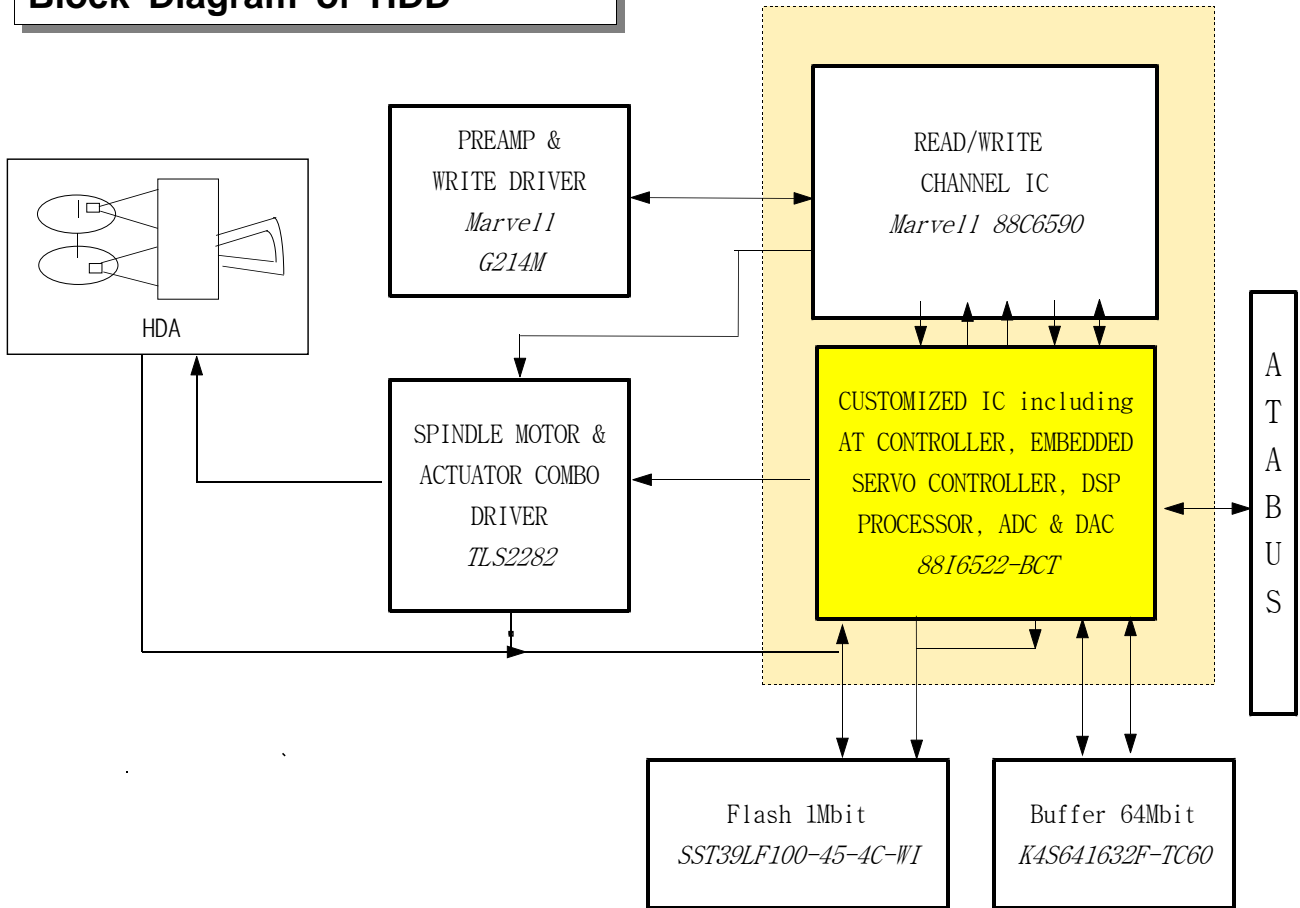 Block Diagram of HDD
PREAMP &
WRITE DRIVER
Marvell
G214M
READ/WRITE
CHANNEL IC
Marvell 88C6590
HDA
SPINDLE MOTOR &
ACTUATOR COMBO
DRIVER
TLS2282
CUSTOMIZED IC including
AT CONTROLLER, EMBEDDED
SERVO CONTROLLER, DSP
PROCESSOR, ADC & DAC
88I6522-BCT
A
T
A
B
U
S
Flash 1Mbit
SST39LF100-45-4C-WI
Buffer 64Mbit
K4S641632F-TC60